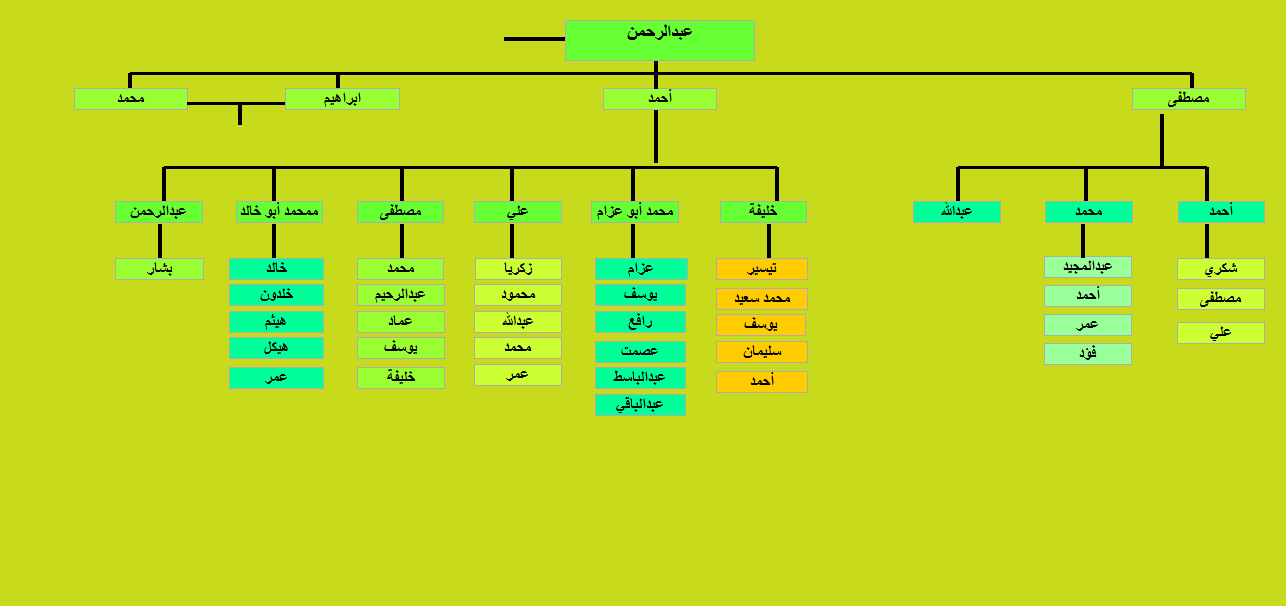 عبدالرحمن
مصطفى
أحمد
ابراهيم
محمد
أحمد
محمد
عبدالله
خليفة
محمد أبو عزام
علي
مصطفى
ممحمد أبو خالد
عبدالرحمن
شكري
مصطفى
علي
عبدالمجيد
أحمد
عمر
فؤد
تيسير
محمد سعيد
يوسف
سليمان
أحمد
عزام
يوسف
رافع
عصمت
عبدالباسط
عبدالباقي
زكريا
محمود
عبدالله
محمد
عمر
محمد
عبدالرحيم
عماد
يوسف
خليفة
خالد
خلدون
هيثم
هيكل
عمر
بشار